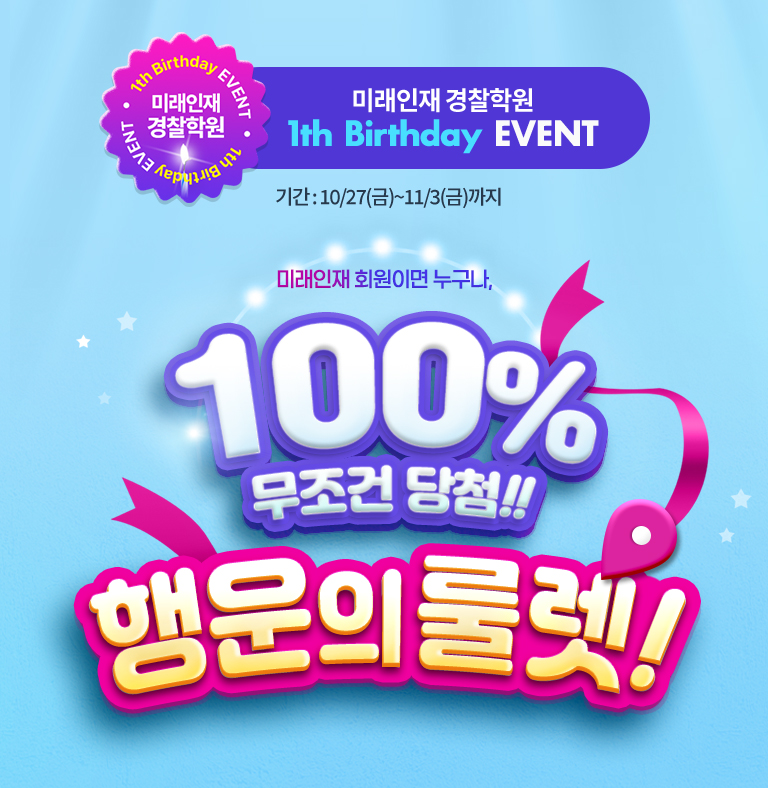 1th Birthday EVENT
미래인재
경찰학원
1th Birthday EVENT
미래인재 경찰학원
1th Birthday EVENT
기간 : 10/27(금)~11/3(금)까지
미래인재 회원이면 누구나,
100%
무조건 당첨!!
행운의 룰렛!